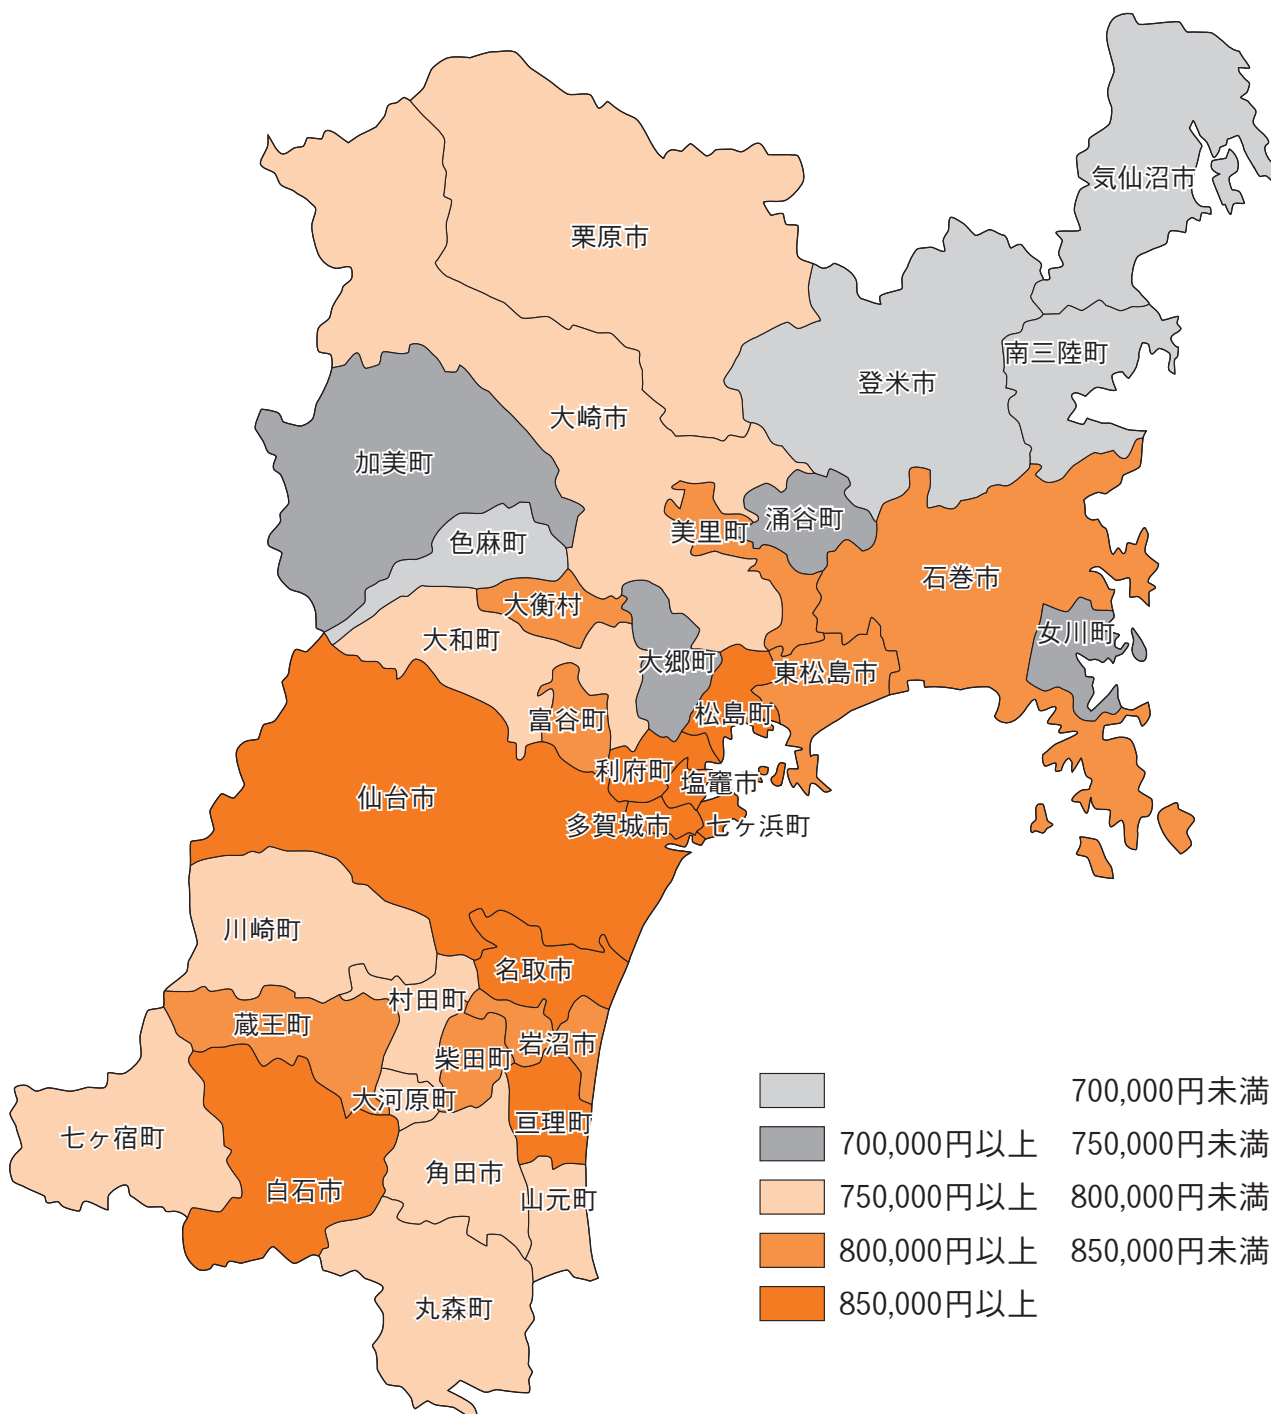 気仙沼市
栗原市
南三陸町
登米市
大崎市
加美町
涌谷町
美里町
色麻町
石巻市
大衡村
女川町
大和町
大郷町
東松島市
松島町
富谷町
利府町
塩竈市
仙台市
多賀城市
七ヶ浜町
川崎町
名取市
村田町
蔵王町
岩沼市
柴田町
大河原町
亘理町
七ヶ宿町
角田市
白石市
山元町
丸森町
700,000円未満
700,000円以上 750,000円未満
750,000円以上 800,000円未満
800,000円以上 850,000円未満
850,000円以上